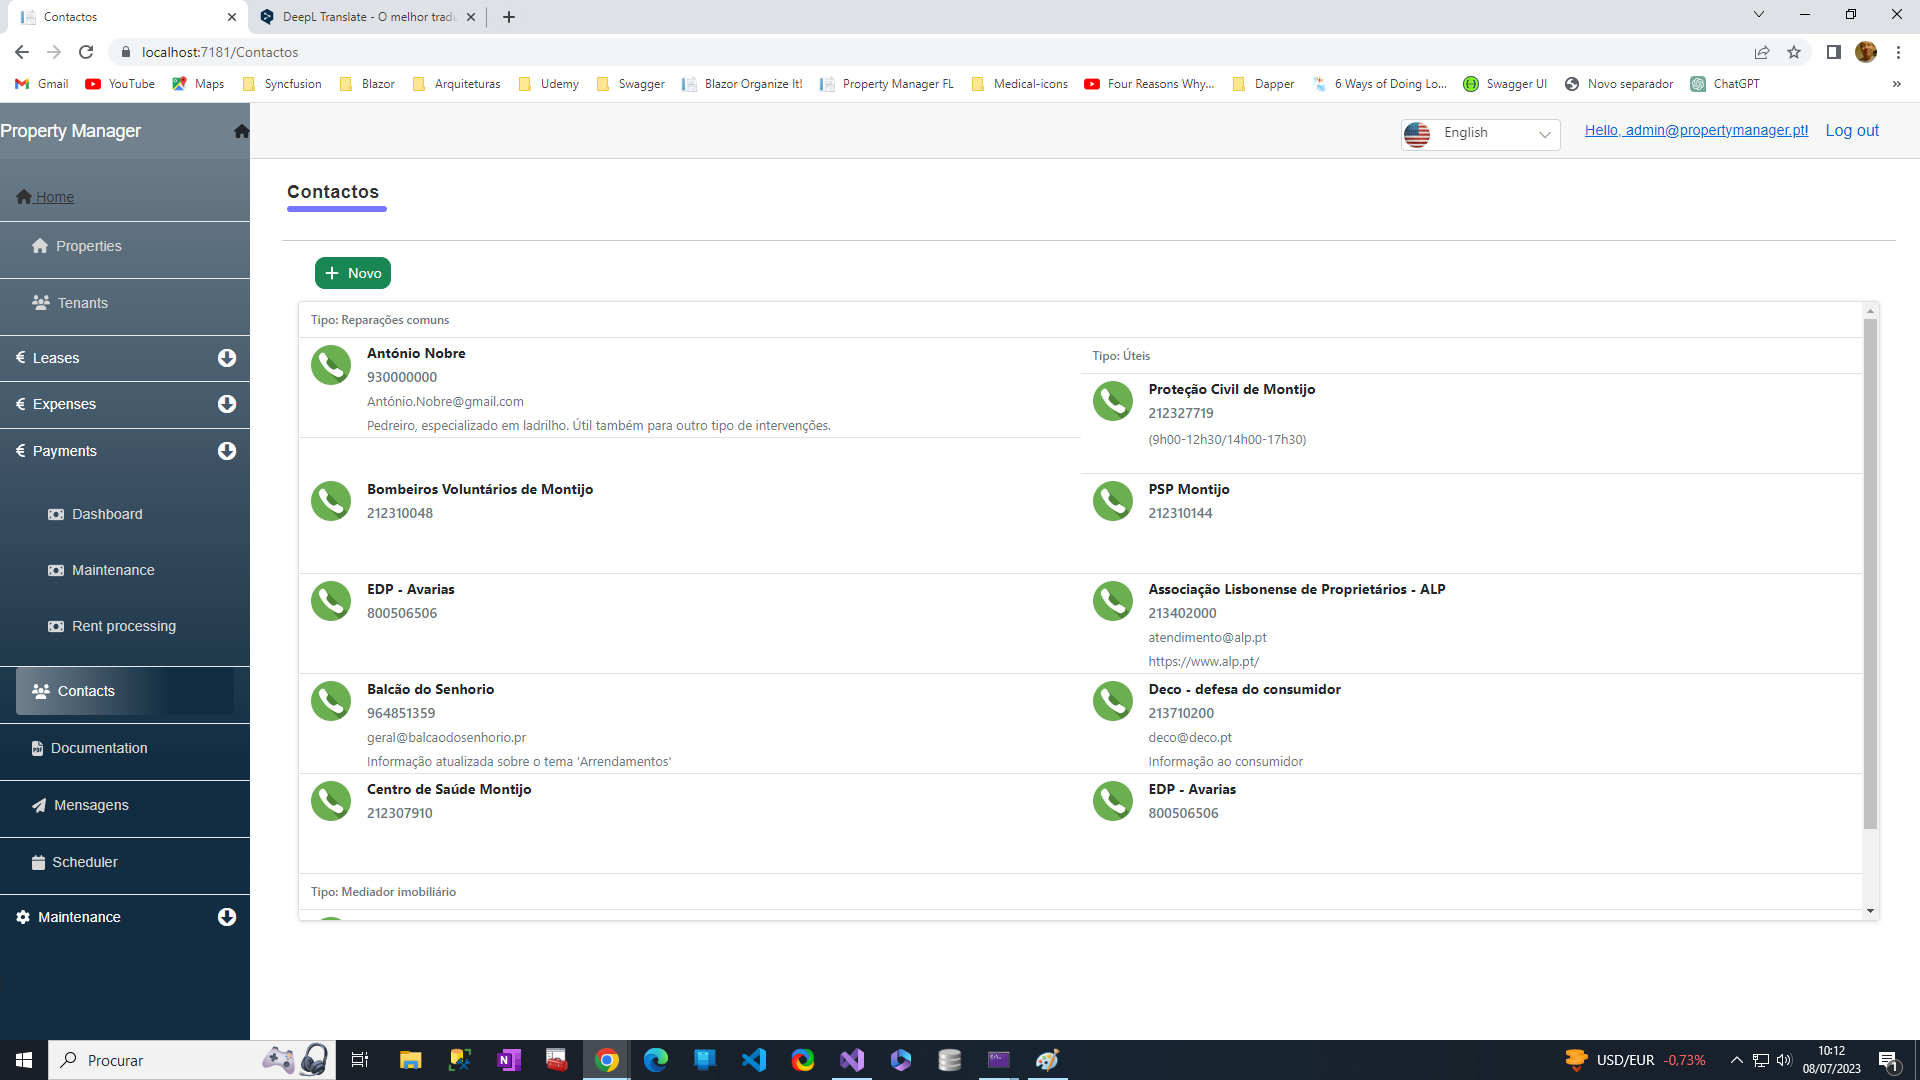 Contactos
DeepL Translate - O melhor tradu
localhost:7181/Contactos
Gmail
YouTube
Maps
Syncfusion
Blazor
Arquiteturas
Udemy
Swagger
Blazor Organize It!
Property Manager FL
Medical-icons
Four Reasons Why...
Dapper
6 Ways of Doing Lo...
Swagger UI
Novo separador
ChatGPT
»
Property Manager
English
Hello, admin@propertymanager.pt!
Log out
Home
Properties
Tenants
€ Leases
€ Expenses
€ Payments
Dashboard
Maintenance
Rent processing
Contacts
Documentation
Mensagens
Scheduler
Maintenance
Contactos
+ Novo
Tipo: Reparações comuns
António Nobre
930000000
António.Nobre@gmail.com
Pedreiro, especializado em ladrilho. Útil também para outro tipo de intervenções.
Tipo: Úteis
Proteção Civil de Montijo
212327719
(9h00-12h30/14h00-17h30)
Bombeiros Voluntários de Montijo
212310048
PSP Montijo
212310144
EDP - Avarias
800506506
Associação Lisbonense de Proprietários - ALP
213402000
atendimento@alp.pt
https://www.alp.pt/
Balcão do Senhorio
964851359
geral@balcaodosenhorio.pr
Informação atualizada sobre o tema 'Arrendamentos'
Deco - defesa do consumidor
213710200
deco@deco.pt
Informação ao consumidor
Centro de Saúde Montijo
212307910
EDP - Avarias
800506506
Tipo: Mediador imobiliário
Procurar
USD/EUR -0,73%
10:12
08/07/2023
1